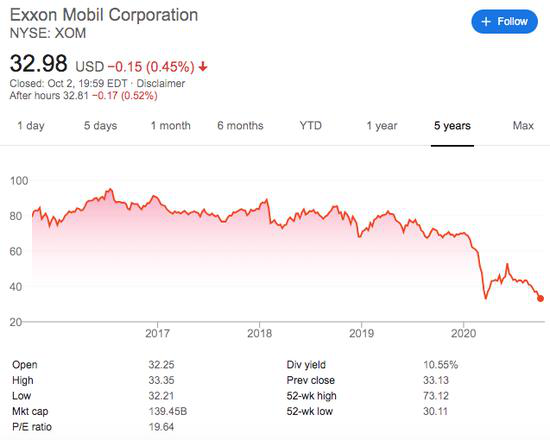 Exxon Mobil Corporation
NYSE: XOM
+ Follow
32.98 USD −0.15 (0.45%) ↓
Closed: Oct 2, 19:59 EDT · Disclaimer
After hours 32.81 −0.17 (0.52%)
1 day 5 days 1 month 6 months YTD 1 year 5 years Max
100
80
60
40
20
2017 2018 2019 2020
Open 32.25 Div yield 10.55%
High 33.35 Prev close 33.13
Low 32.21 52-wk high 73.12
Mkt cap 139.45B 52-wk low 30.11
P/E ratio 19.64